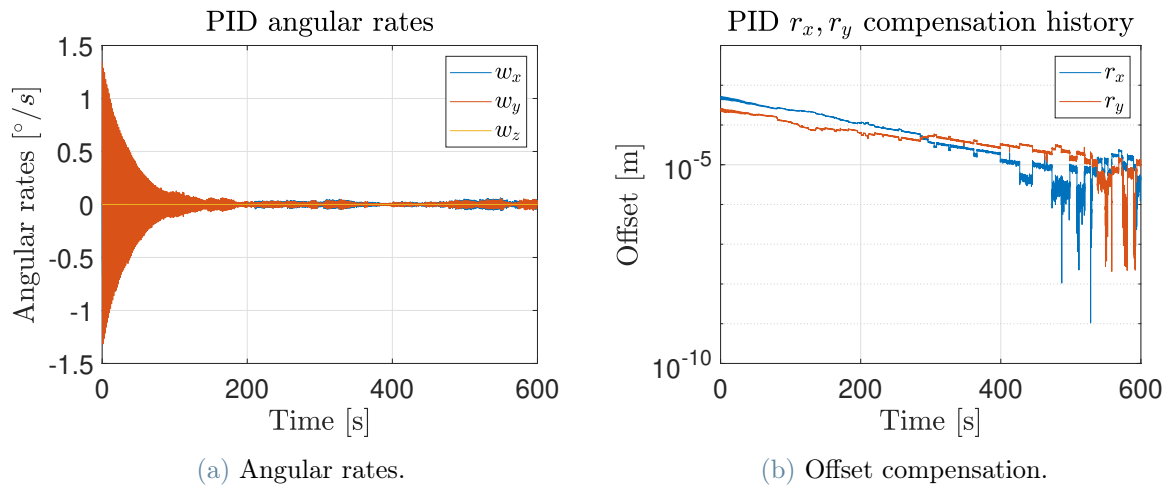 PID angular rates
1.5
1
0.5
0
-0.5
-1
-1.5
Angular rates [°/s]
w_x
w_y
w_z
0 200 400 600
Time [s]
(a) Angular rates.
PID r_x, r_y compensation history
10^-5
10^-10
Offset [m]
r_x
r_y
0 200 400 600
Time [s]
(b) Offset compensation.